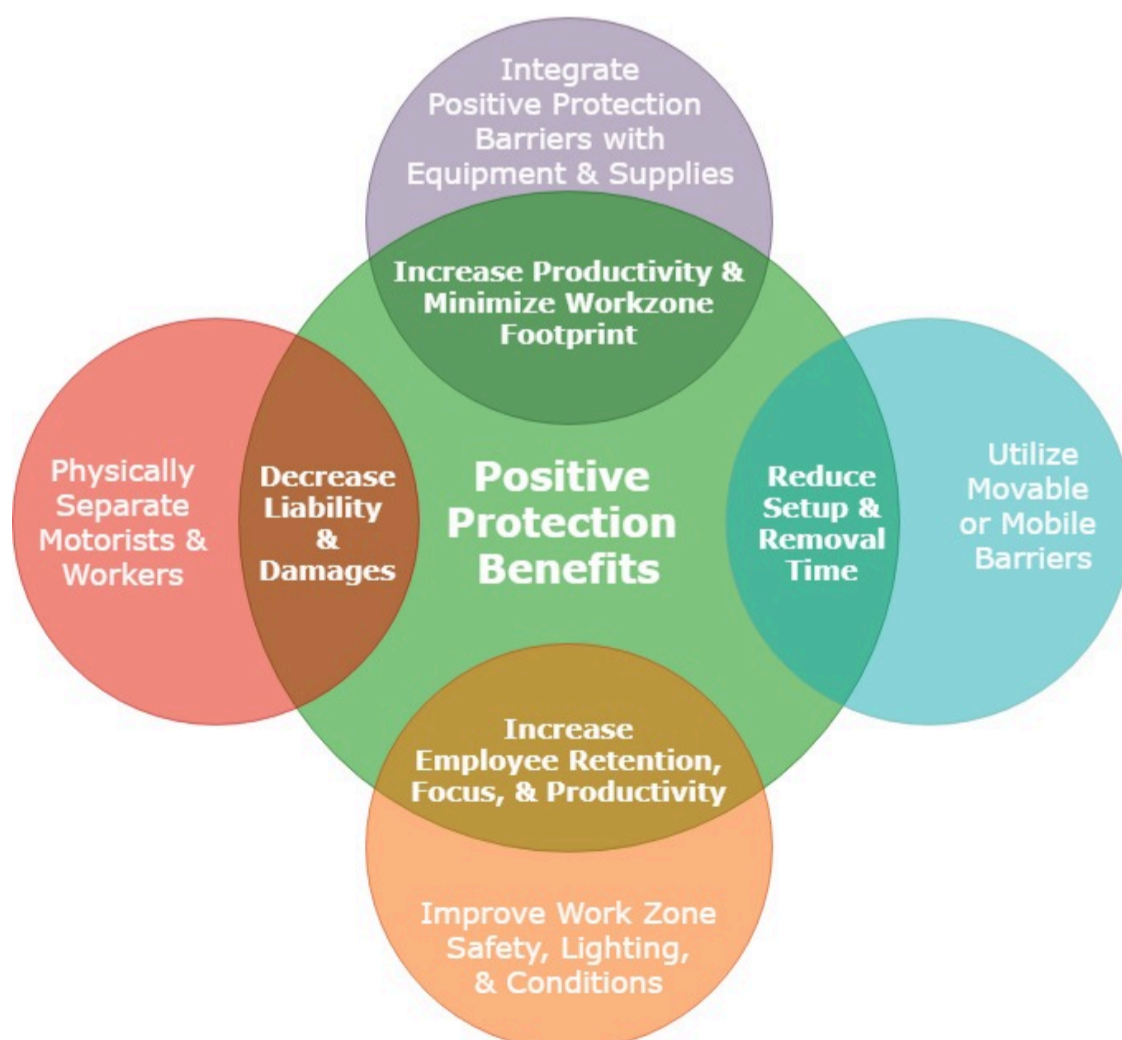 Integrate
Positive Protection
Barriers with
Equipment & Supplies
Increase Productivity &
Minimize Workzone
Footprint
Physically
Separate
Motorists &
Workers
Decrease
Liability
&
Damages
Positive
Protection
Benefits
Reduce
Setup &
Removal
Time
Utilize
Movable
or Mobile
Barriers
Increase
Employee Retention,
Focus, & Productivity
Improve Work Zone
Safety, Lighting,
& Conditions